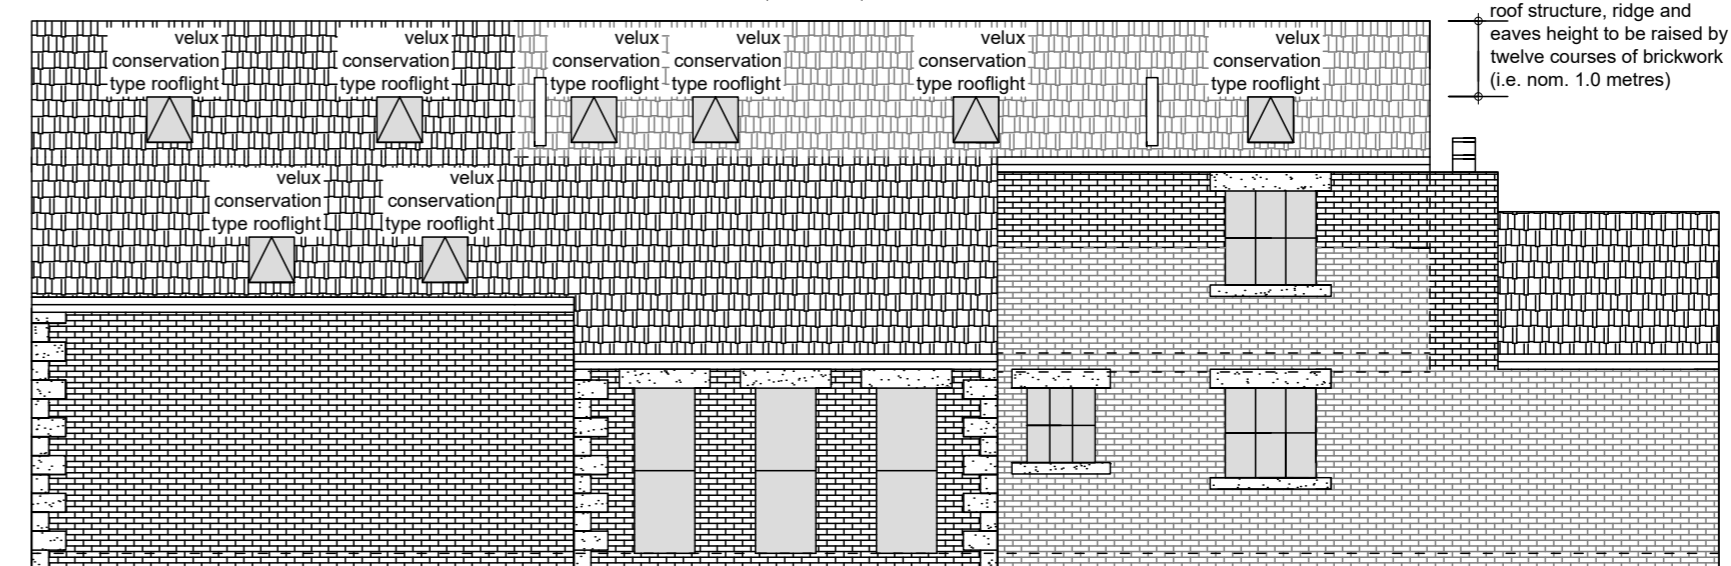 roof structure, ridge and
eaves height to be raised by
twelve courses of brickwork
(i.e. nom. 1.0 metres)
velux
conservation
type rooflight
velux
conservation
type rooflight
velux
conservation
type rooflight
velux
conservation
type rooflight
velux
conservation
type rooflight
velux
conservation
type rooflight
velux
conservation
type rooflight
velux
conservation
type rooflight